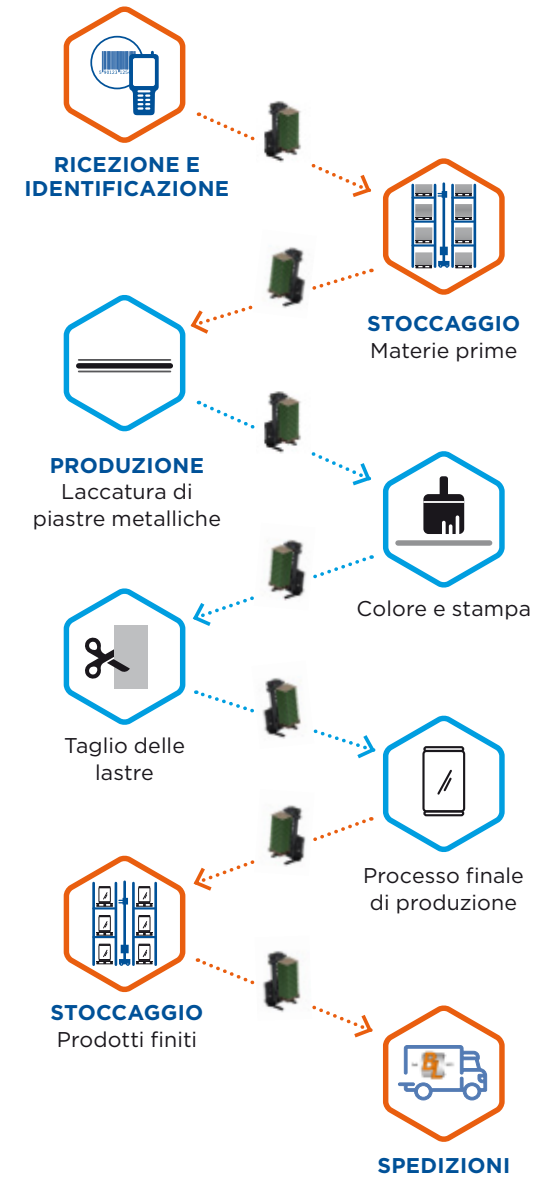 RICEZIONE E
IDENTIFICAZIONE
STOCCAGGIO
Materie prime
PRODUZIONE
Laccatura di
piastre metalliche
Colore e stampa
Taglio delle
lastre
Processo finale
di produzione
STOCCAGGIO
Prodotti finiti
SPEDIZIONI